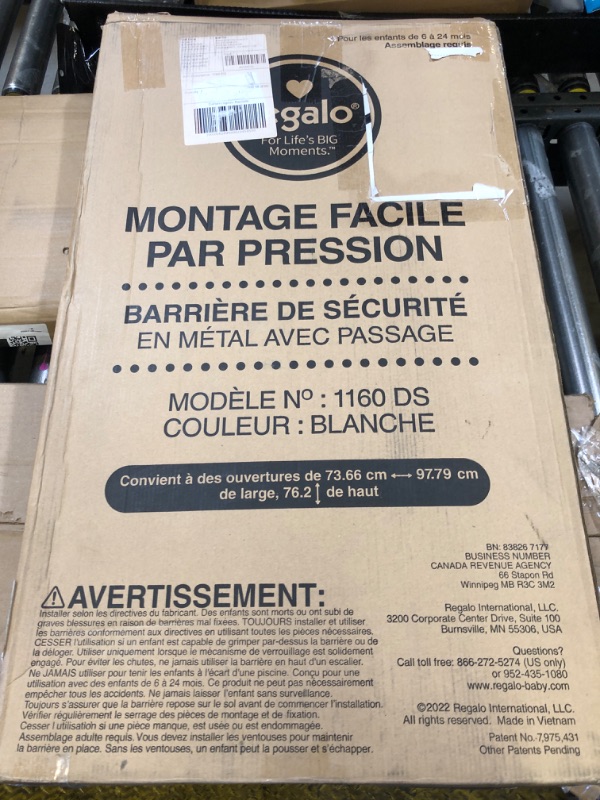 Pour les enfants de 6 à 24 mois
Assemblage requis
egalo®
For Life's BIG
Moments.™
MONTAGE FACILE
PAR PRESSION
BARRIÈRE DE SÉCURITÉ
EN MÉTAL AVEC PASSAGE
MODÈLE Nº : 1160 DS
COULEUR : BLANCHE
Convient à des ouvertures de 73.66 cm ↔ 97.79 cm
de large, 76.2 ↕ de haut
BN: 83826 7177
BUSINESS NUMBER
CANADA REVENUE AGENCY
66 Stapon Rd
Winnipeg MB R3C 3M2
⚠AVERTISSEMENT:
Installer selon les directives du fabricant. Des enfants sont morts ou ont subi de
graves blessures en raison de barrières mal fixées. TOUJOURS installer et utiliser
les barrières conformément aux directives en utilisant toutes les pièces nécessaires.
CESSER l'utilisation si un enfant est capable de grimper par-dessus la barrière ou de
la déloger. Utiliser uniquement lorsque le mécanisme de verrouillage est solidement
engagé. Pour éviter les chutes, ne jamais utiliser la barrière en haut d'un escalier.
Ne JAMAIS utiliser pour tenir les enfants à l'écart d'une piscine. Conçu pour une
utilisation avec des enfants de 6 à 24 mois. Ce produit ne peut pas nécessairement
empêcher tous les accidents. Ne jamais laisser l'enfant sans surveillance.
Toujours s'assurer que la barrière repose sur le sol avant de commencer l'installation.
Vérifier régulièrement le serrage des pièces de montage et de fixation.
Cesser l'utilisation si une pièce manque, est usée ou est endommagée.
Assemblage adulte requis. Vous devez installer les ventouses pour maintenir
la barrière en place. Sans les ventouses, un enfant peut la pousser et s'échapper.
Regalo International, LLC.
3200 Corporate Center Drive, Suite 100
Burnsville, MN 55306, USA
Questions?
Call toll free: 866-272-5274 (US only)
or 952-435-1080
www.regalo-baby.com
©2022 Regalo International, LLC.
All rights reserved. Made in Vietnam
Patent No. 7,975,431
Other Patents Pending